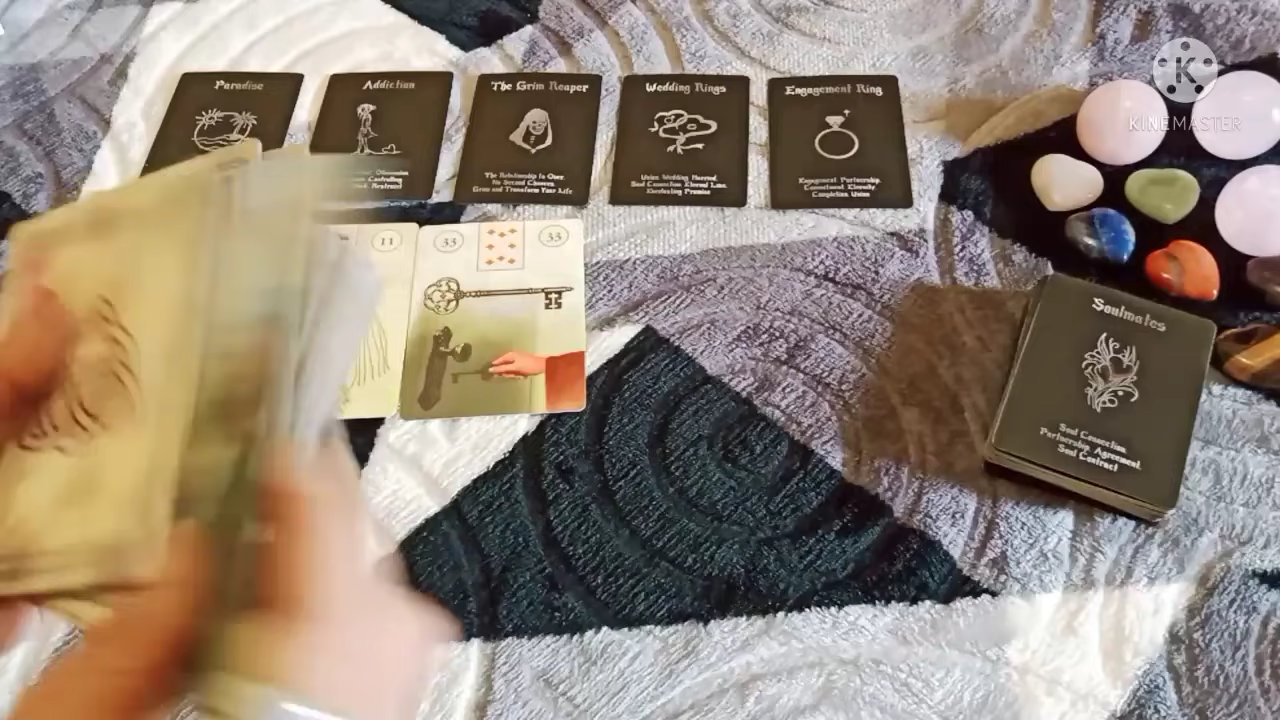 K
KINEMASTER
Paradise
Addiction
Obsession
Controlling
The Grim Reaper
The Relationship Is Over.
No Second Chances.
Grow and Transform Your Life
Wedding Rings
Union Wedding Married.
Soul Connection Eternal Love.
Everlasting Promise
Engagement Ring
Engagement Partnership.
Commitment Eternity
Completion Union
11
33
33
Soulmates
Soul Connection
Partnership Agreement.
Soul Contract